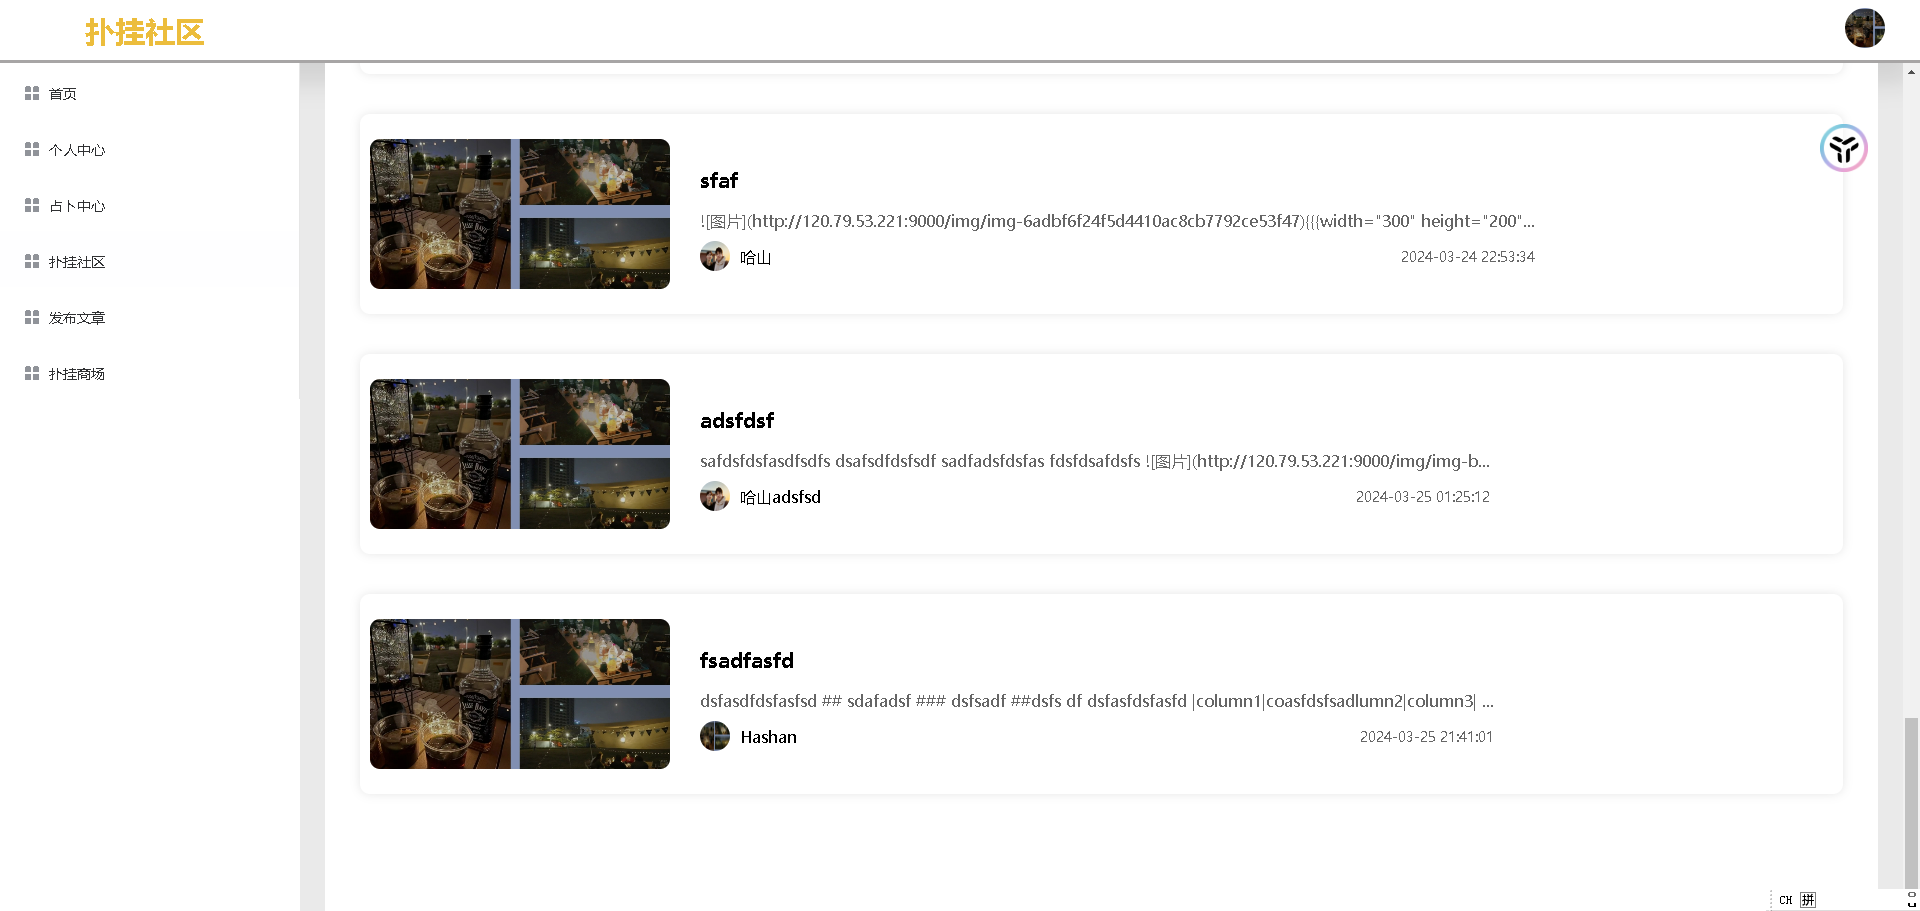 扑挂社区
首页
个人中心
占卜中心
扑挂社区
发布文章
扑挂商场
sfaf
![图片](http://120.79.53.221:9000/img/img-6adbf6f24f5d4410ac8cb7792ce53f47){{{width="300" height="200"...
哈山 2024-03-24 22:53:34
adsfdsf
safdsfdsfasdfsdfs dsafsdfdsfsdf sadfadsfdsfas fdsfdsafdsfs ![图片](http://120.79.53.221:9000/img/img-b...
哈山adsfsd 2024-03-25 01:25:12
fsadfasfd
dsfasdfdsfasfsd ## sdafadsf ### dsfsadf ##dsfs df dsfasfdsfasfd |column1|coasfdsfsadlumn2|column3| ...
Hashan 2024-03-25 21:41:01
CH 拼